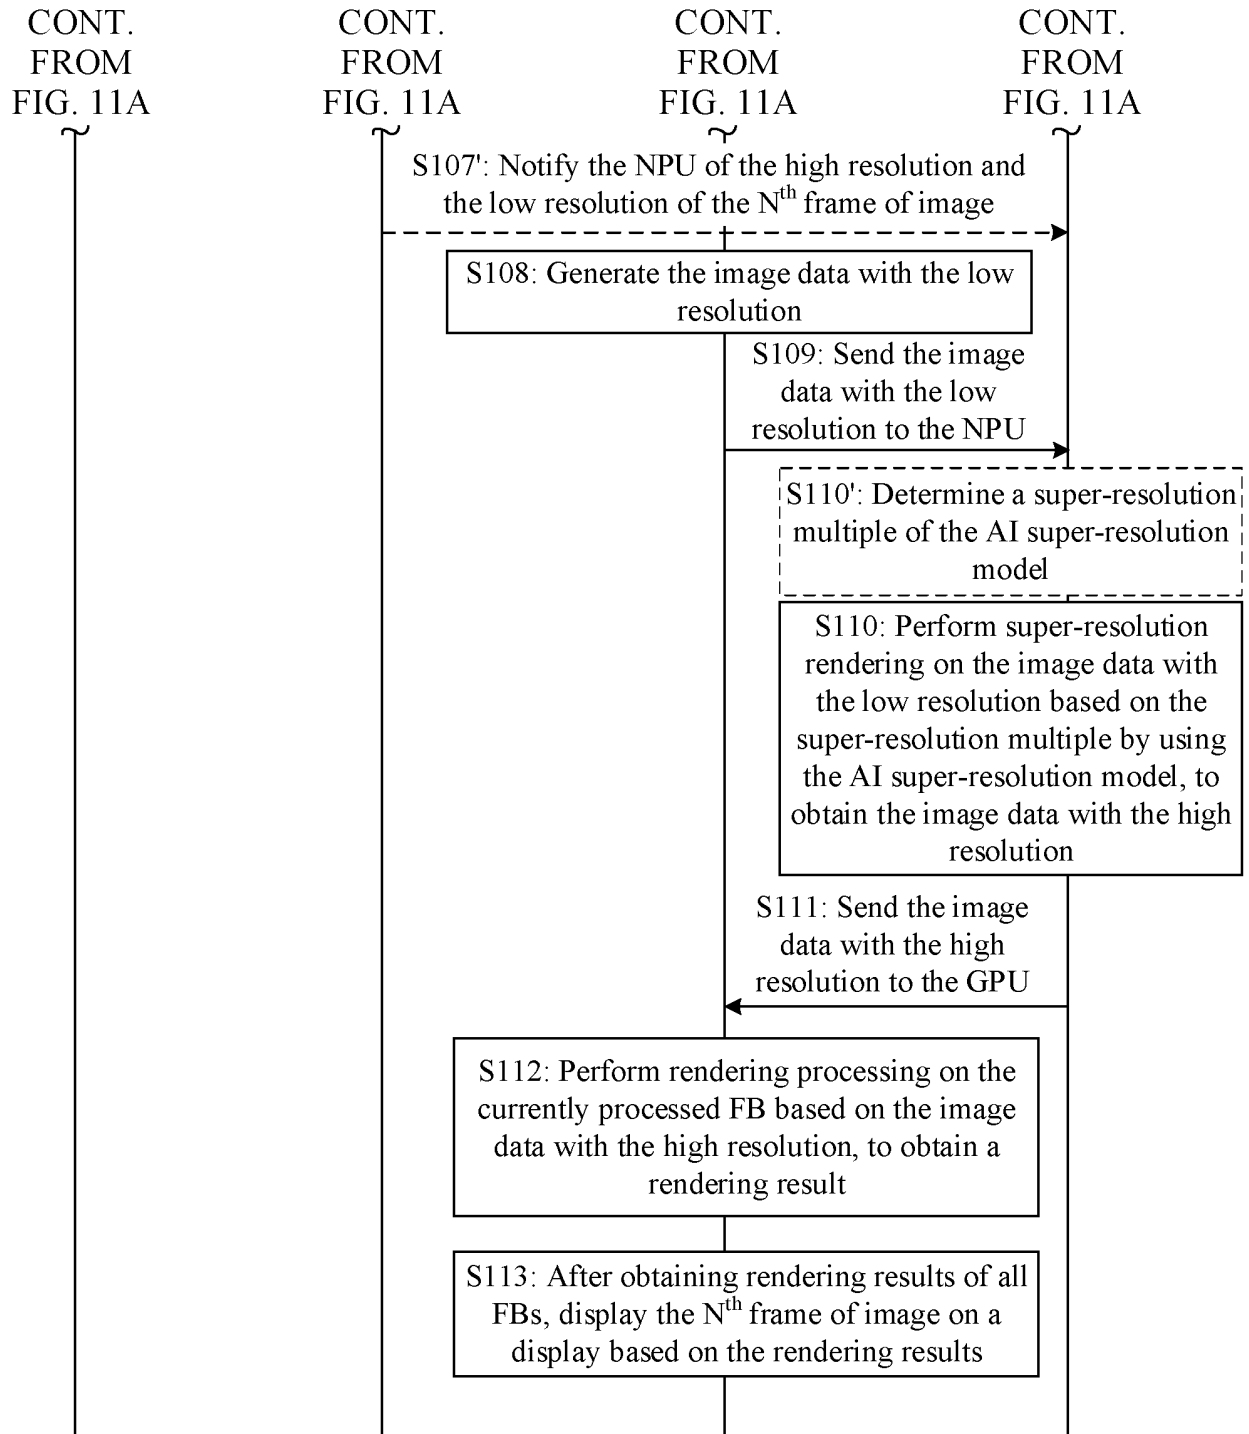 CONT.
FROM
FIG. 11A
CONT.
FROM
FIG. 11A
CONT.
FROM
FIG. 11A
CONT.
FROM
FIG. 11A
S107': Notify the NPU of the high resolution and
the low resolution of the Nth frame of image
S108: Generate the image data with the low
resolution
S109: Send the image
data with the low
resolution to the NPU
S110': Determine a super-resolution
multiple of the AI super-resolution
model
S110: Perform super-resolution
rendering on the image data with
the low resolution based on the
super-resolution multiple by using
the AI super-resolution model, to
obtain the image data with the high
resolution
S111: Send the image
data with the high
resolution to the GPU
S112: Perform rendering processing on the
currently processed FB based on the image
data with the high resolution, to obtain a
rendering result
S113: After obtaining rendering results of all
FBs, display the Nth frame of image on a
display based on the rendering results